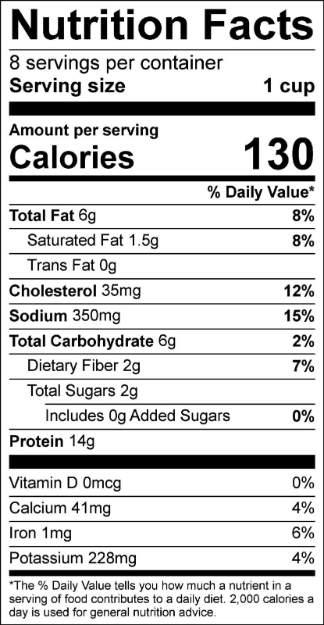 Nutrition Facts
8 servings per container
Serving size 1 cup
Amount per serving
Calories 130
% Daily Value*
Total Fat 6g 8%
Saturated Fat 1.5g 8%
Trans Fat 0g
Cholesterol 35mg 12%
Sodium 350mg 15%
Total Carbohydrate 6g 2%
Dietary Fiber 2g 7%
Total Sugars 2g
Includes 0g Added Sugars 0%
Protein 14g
Vitamin D 0mcg 0%
Calcium 41mg 4%
Iron 1mg 6%
Potassium 228mg 4%
*The % Daily Value tells you how much a nutrient in a
serving of food contributes to a daily diet. 2,000 calories a
day is used for general nutrition advice.